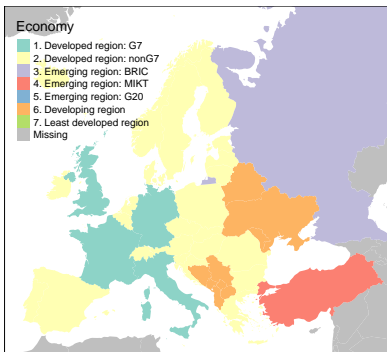 Economy
1. Developed region: G7
2. Developed region: nonG7
3. Emerging region: BRIC
4. Emerging region: MIKT
5. Emerging region: G20
6. Developing region
7. Least developed region
Missing